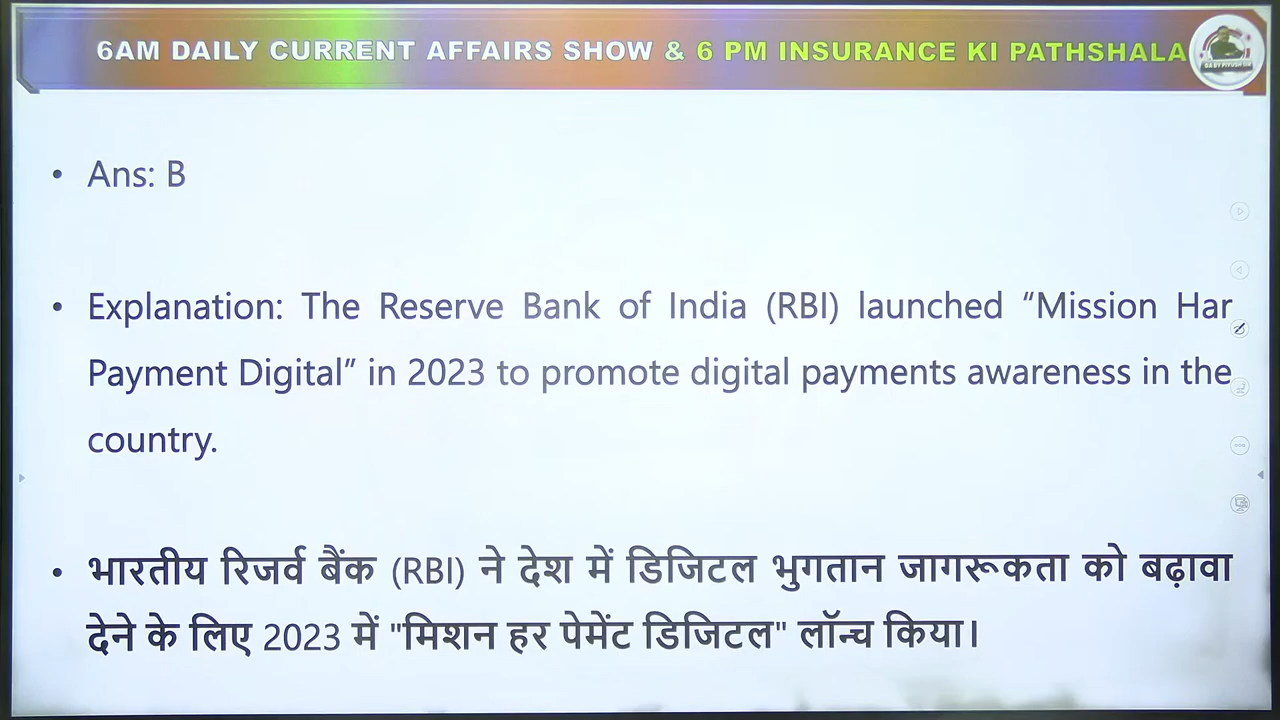 6AM DAILY CURRENT AFFAIRS SHOW & 6 PM INSURANCE KI PATHSHALA
• Ans: B
• Explanation: The Reserve Bank of India (RBI) launched “Mission Har
Payment Digital” in 2023 to promote digital payments awareness in the
country.
• भारतीय रिजर्व बैंक (RBI) ने देश में डिजिटल भुगतान जागरूकता को बढ़ावा
देने के लिए 2023 में "मिशन हर पेमेंट डिजिटल" लॉन्च किया।